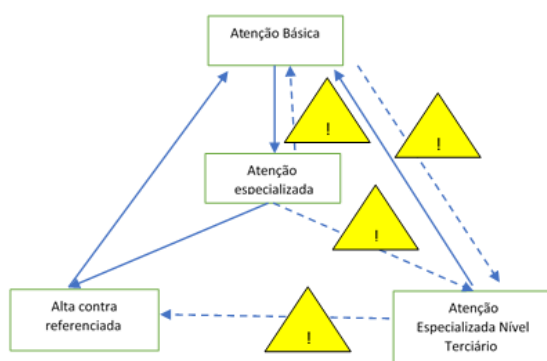 Atenção Básica
!
!
Atenção
especializada
!
Alta contra
referenciada
!
Atenção
Especializada Nível
Terciário